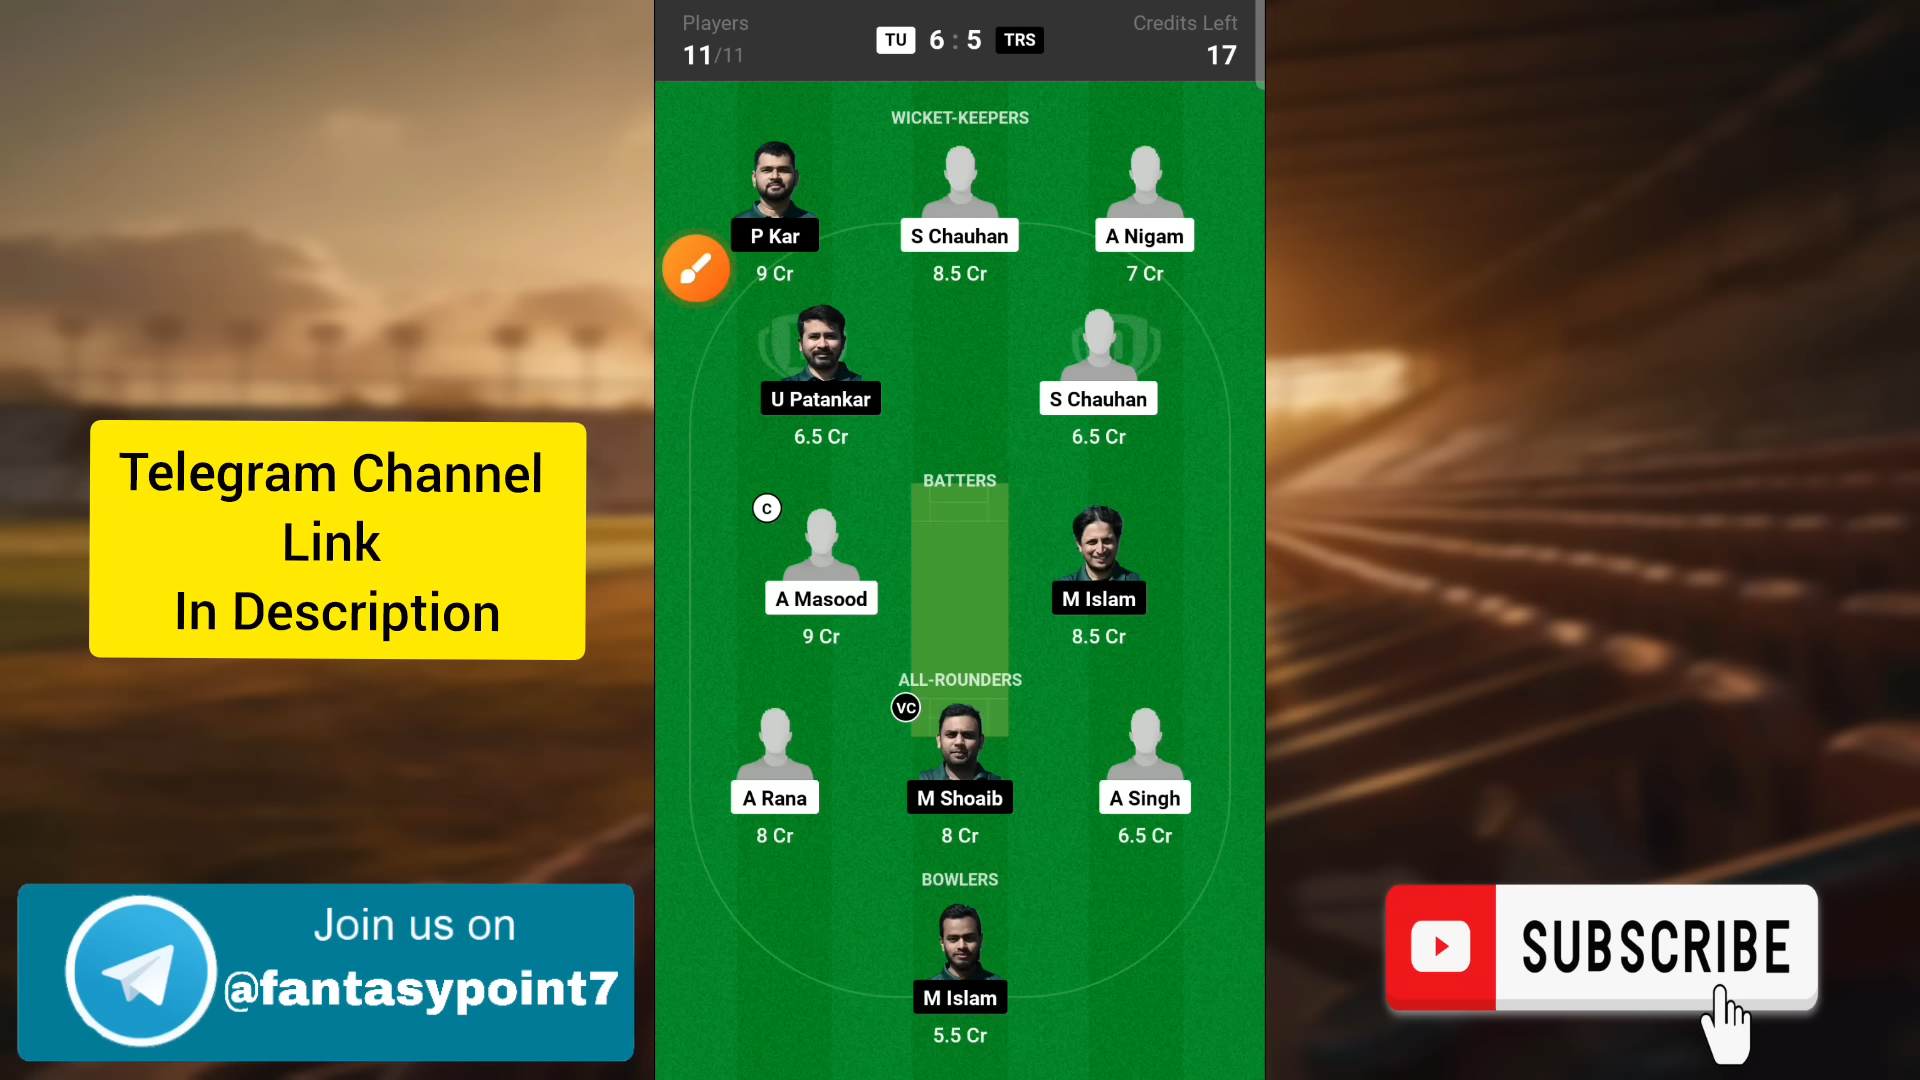 Players
11/11
TU 6 : 5 TRS
Credits Left
17
WICKET-KEEPERS
P Kar
9 Cr
S Chauhan
8.5 Cr
A Nigam
7 Cr
U Patankar
6.5 Cr
S Chauhan
6.5 Cr
BATTERS
C
A Masood
9 Cr
M Islam
8.5 Cr
ALL-ROUNDERS
A Rana
8 Cr
VC
M Shoaib
8 Cr
A Singh
6.5 Cr
BOWLERS
M Islam
5.5 Cr
Telegram Channel
Link
In Description
Join us on
@fantasypoint7
SUBSCRIBE